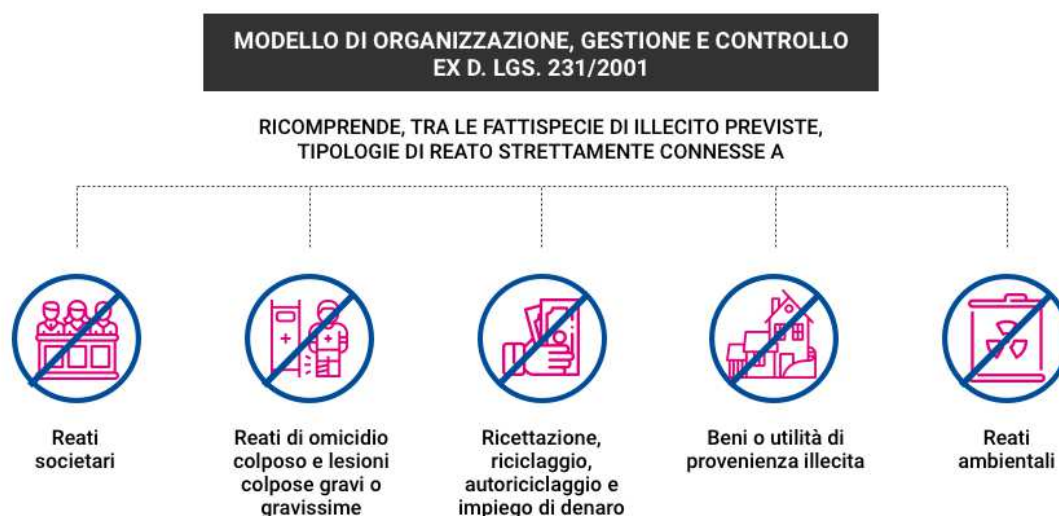 MODELLO DI ORGANIZZAZIONE, GESTIONE E CONTROLLO
EX D. LGS. 231/2001
RICOMPRENDE, TRA LE FATTISPECIE DI ILLECITO PREVISTE,
TIPOLOGIE DI REATO STRETTAMENTE CONNESSE A
Reati
societari
Reati di omicidio
colposo e lesioni
colpose gravi o
gravissime
Ricettazione,
riciclaggio,
autoriciclaggio e
impiego di denaro
Beni o utilità di
provenienza illecita
Reati
ambientali